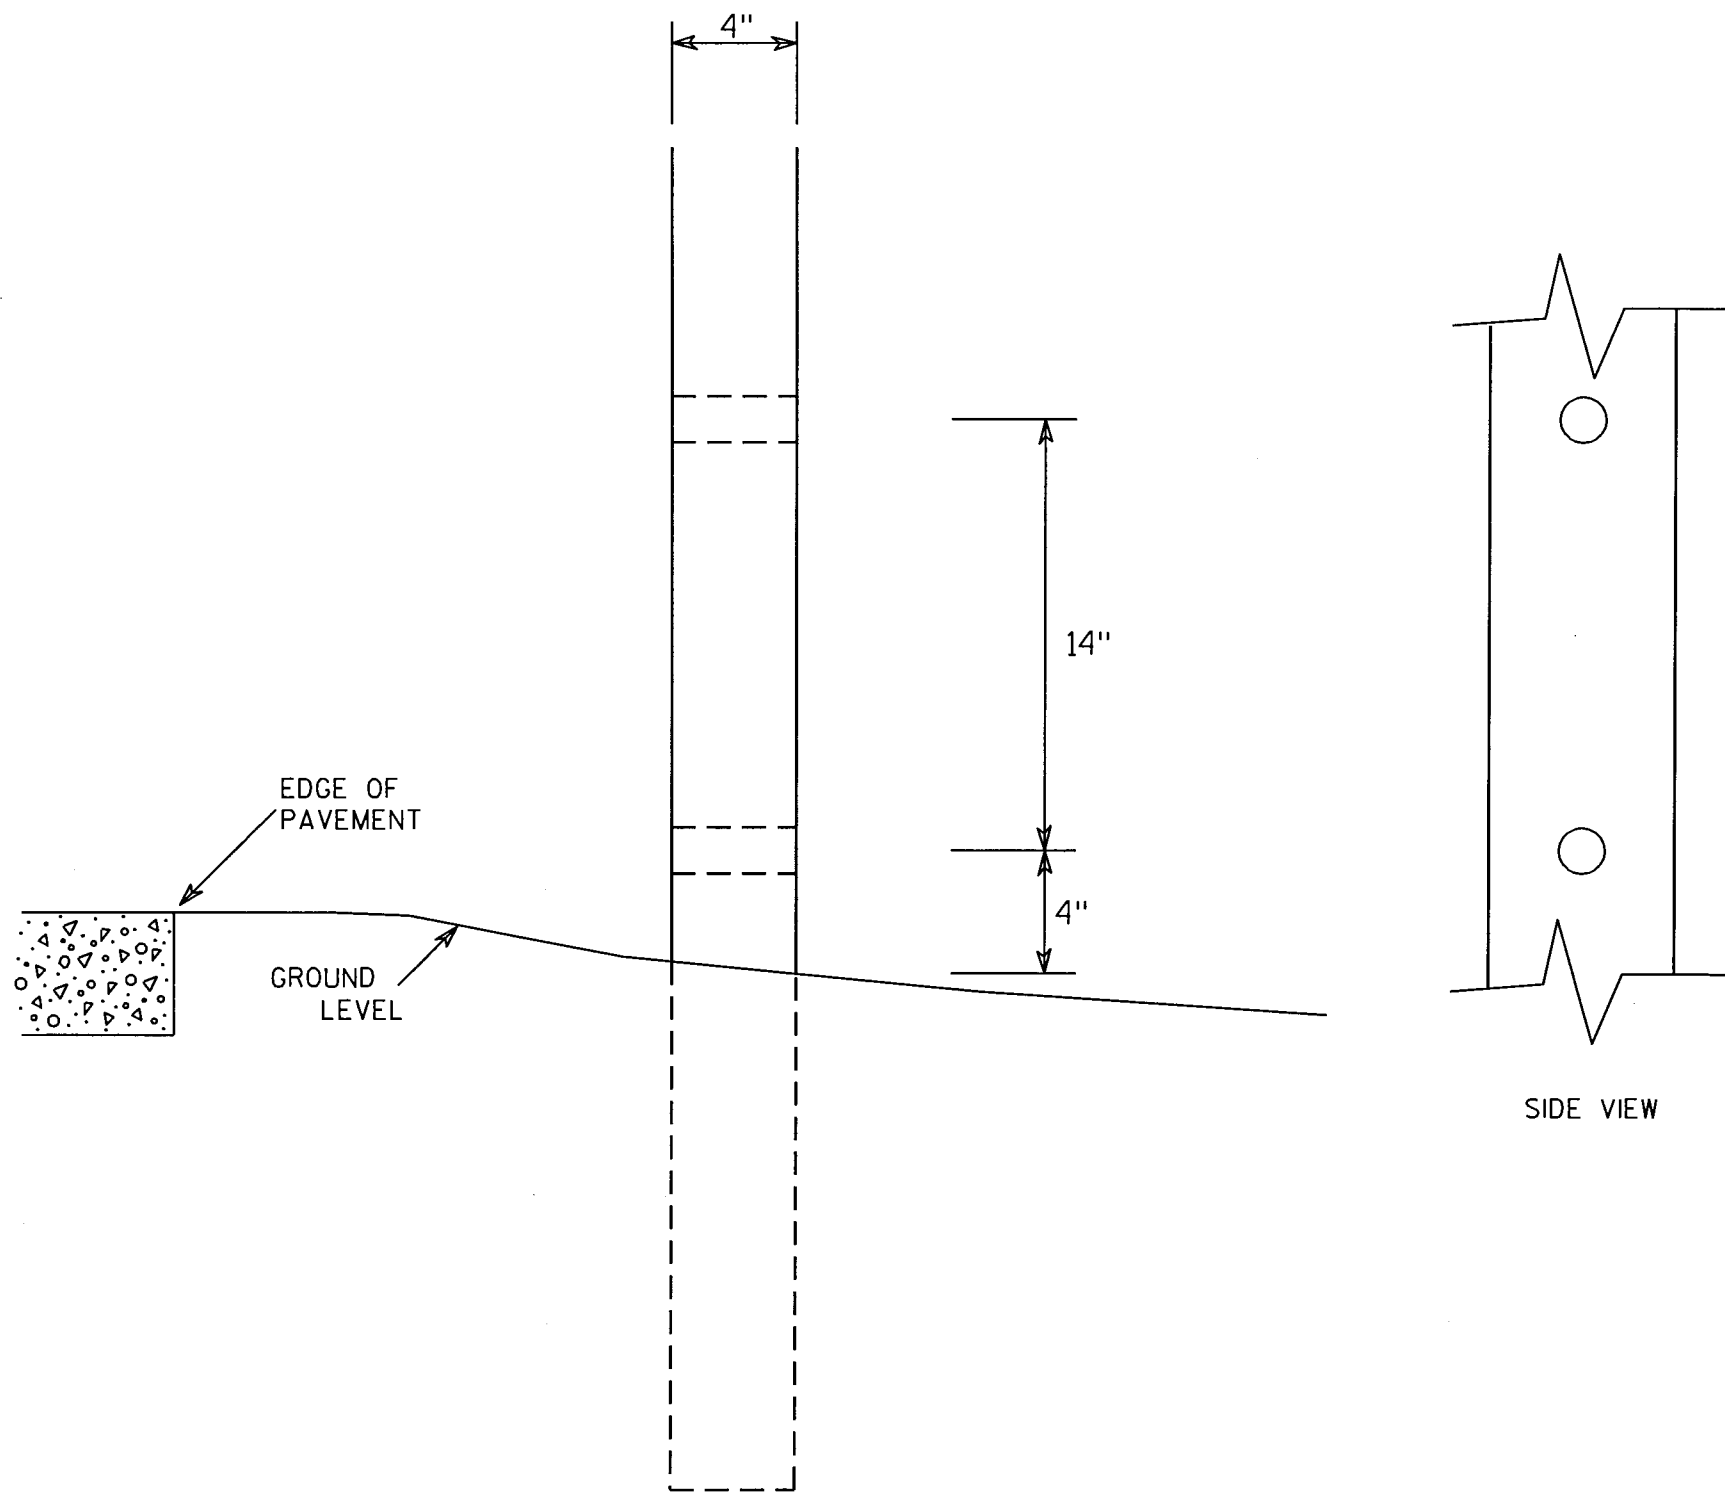 4"
14"
EDGE OF
PAVEMENT
4"
GROUND
LEVEL
SIDE VIEW